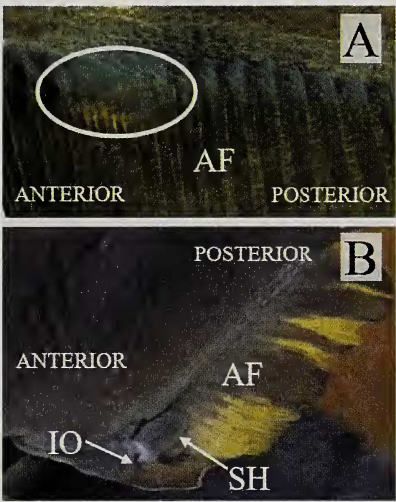 A
AF
ANTERIOR POSTERIOR
B
POSTERIOR
ANTERIOR
AF
IO
SH